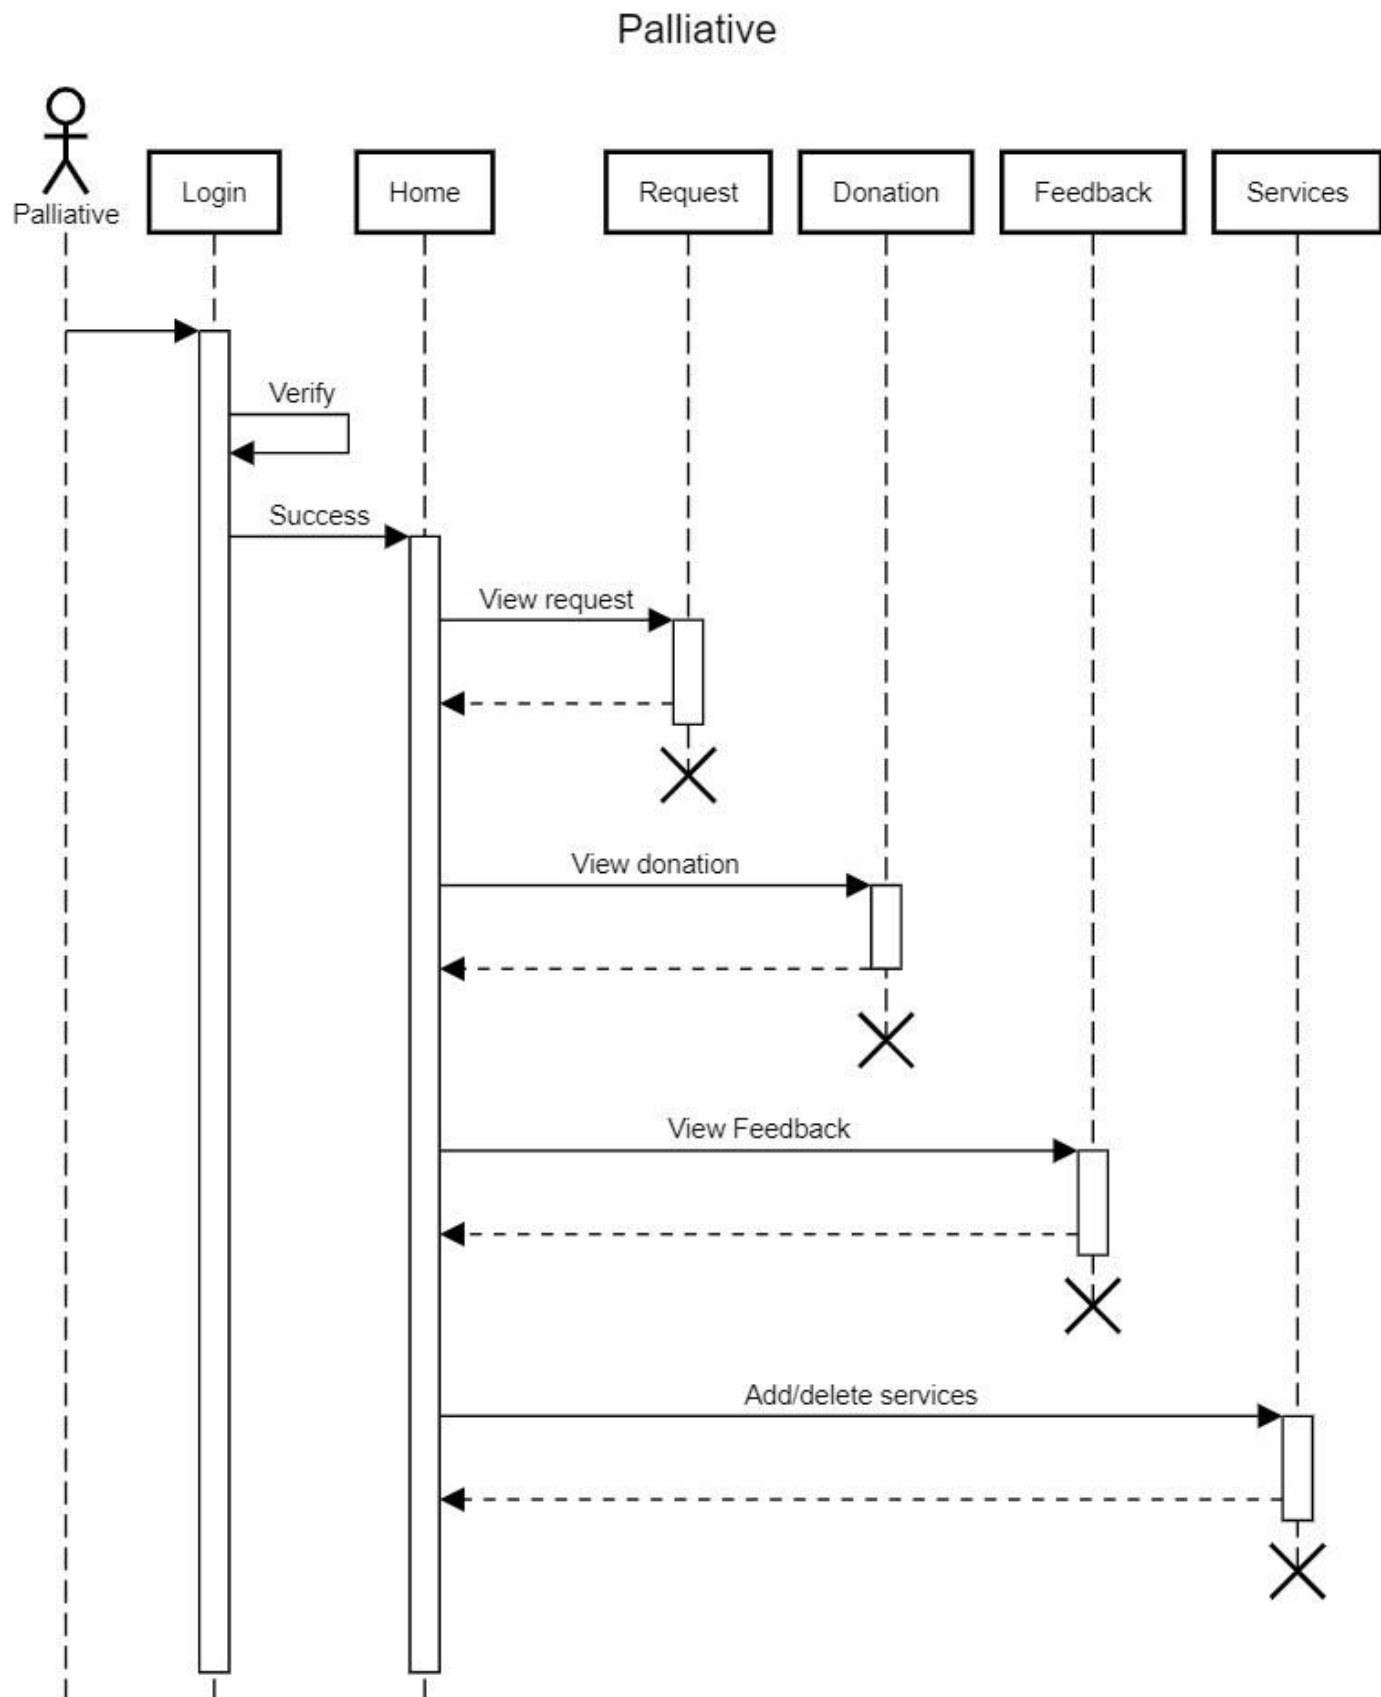 Palliative
Palliative
Login
Home
Request
Donation
Feedback
Services
Verify
Success
View request
View donation
View Feedback
Add/delete services